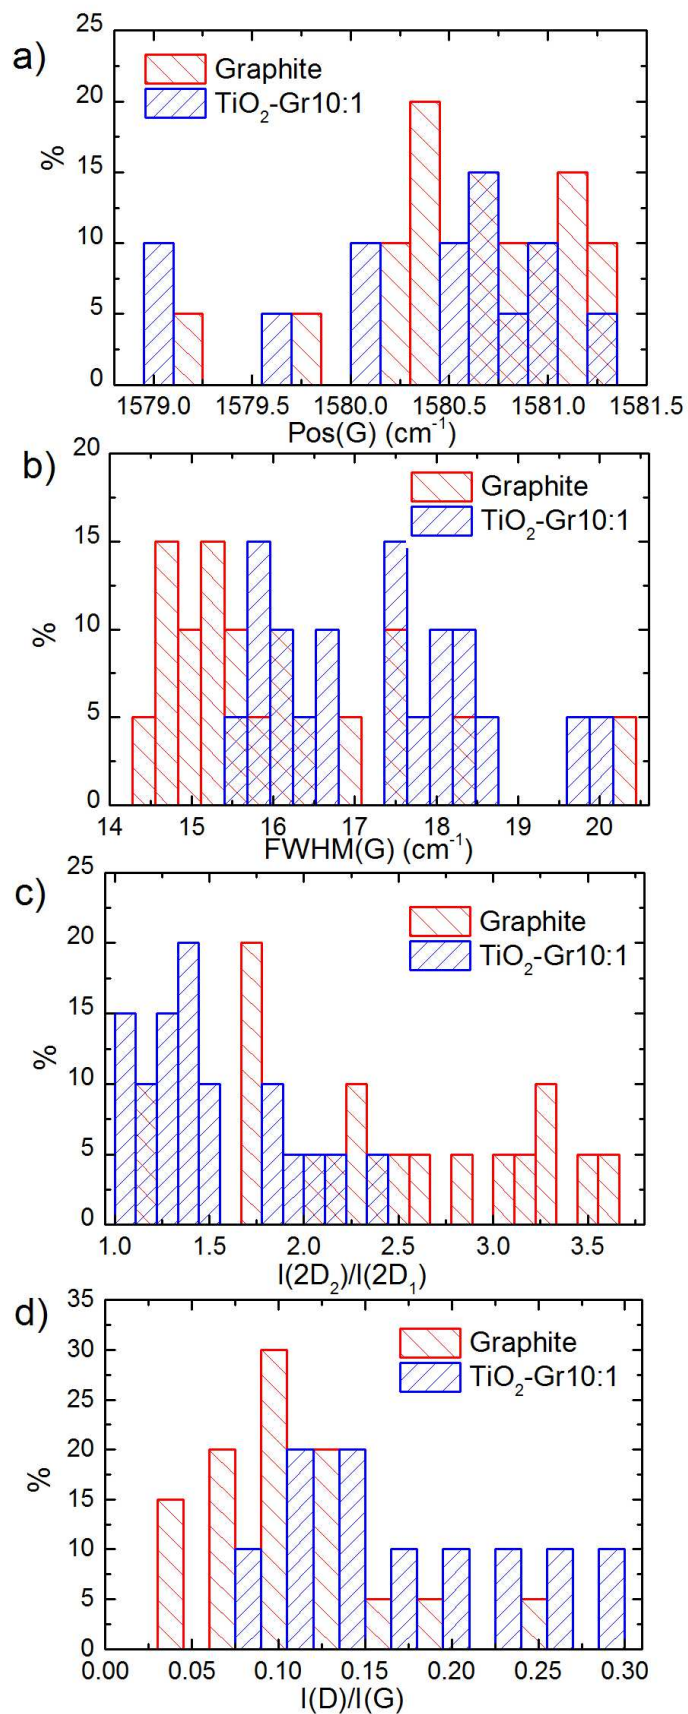 a)
25
20
15
10
5
0
%
Graphite
TiO₂-Gr10:1
1579.0 1579.5 1580.0 1580.5 1581.0 1581.5
Pos(G) (cm⁻¹)
b)
20
15
10
5
0
%
Graphite
TiO₂-Gr10:1
14 15 16 17 18 19 20
FWHM(G) (cm⁻¹)
c)
25
20
15
10
5
0
%
Graphite
TiO₂-Gr10:1
1.0 1.5 2.0 2.5 3.0 3.5
I(2D₂)/I(2D₁)
d)
35
30
25
20
15
10
5
0
%
Graphite
TiO₂-Gr10:1
0.00 0.05 0.10 0.15 0.20 0.25 0.30
I(D)/I(G)